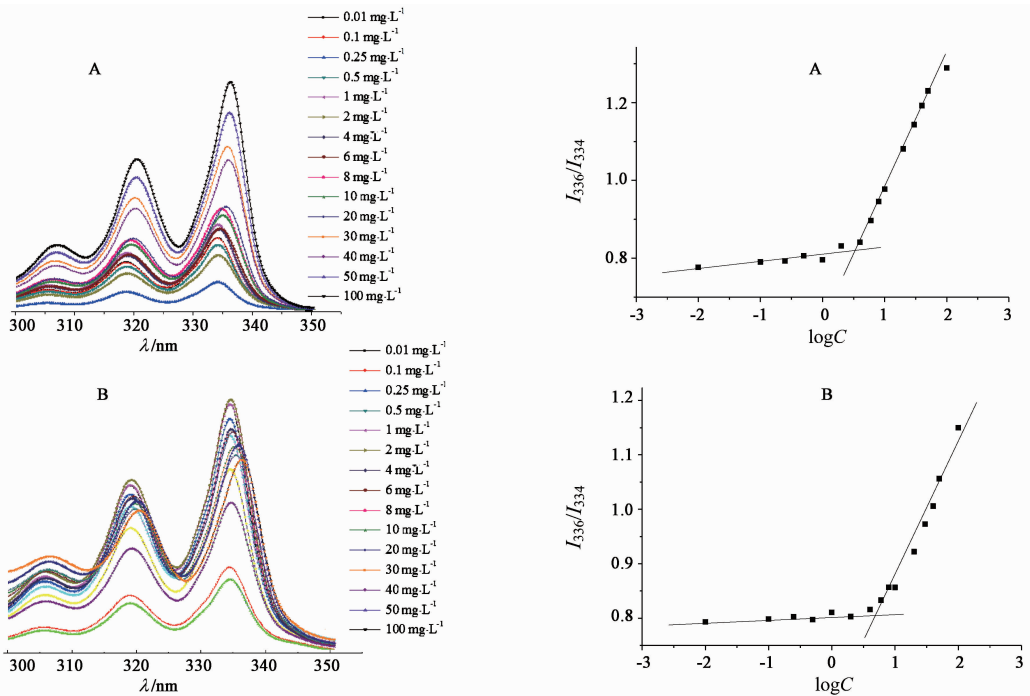 A
0.01 mg·L⁻¹
0.1 mg·L⁻¹
0.25 mg·L⁻¹
0.5 mg·L⁻¹
1 mg·L⁻¹
2 mg·L⁻¹
4 mg·L⁻¹
6 mg·L⁻¹
8 mg·L⁻¹
10 mg·L⁻¹
20 mg·L⁻¹
30 mg·L⁻¹
40 mg·L⁻¹
50 mg·L⁻¹
100 mg·L⁻¹
300 310 320 330 340 350
λ/nm
A
I₃₃₆/I₃₃₄
1.2
1.0
0.8
-3 -2 -1 0 1 2 3
logC
B
0.01 mg·L⁻¹
0.1 mg·L⁻¹
0.25 mg·L⁻¹
0.5 mg·L⁻¹
1 mg·L⁻¹
2 mg·L⁻¹
4 mg·L⁻¹
6 mg·L⁻¹
8 mg·L⁻¹
10 mg·L⁻¹
20 mg·L⁻¹
30 mg·L⁻¹
40 mg·L⁻¹
50 mg·L⁻¹
100 mg·L⁻¹
300 310 320 330 340 350
λ/nm
B
I₃₃₆/I₃₃₄
1.2
1.1
1.0
0.9
0.8
-3 -2 -1 0 1 2 3
logC